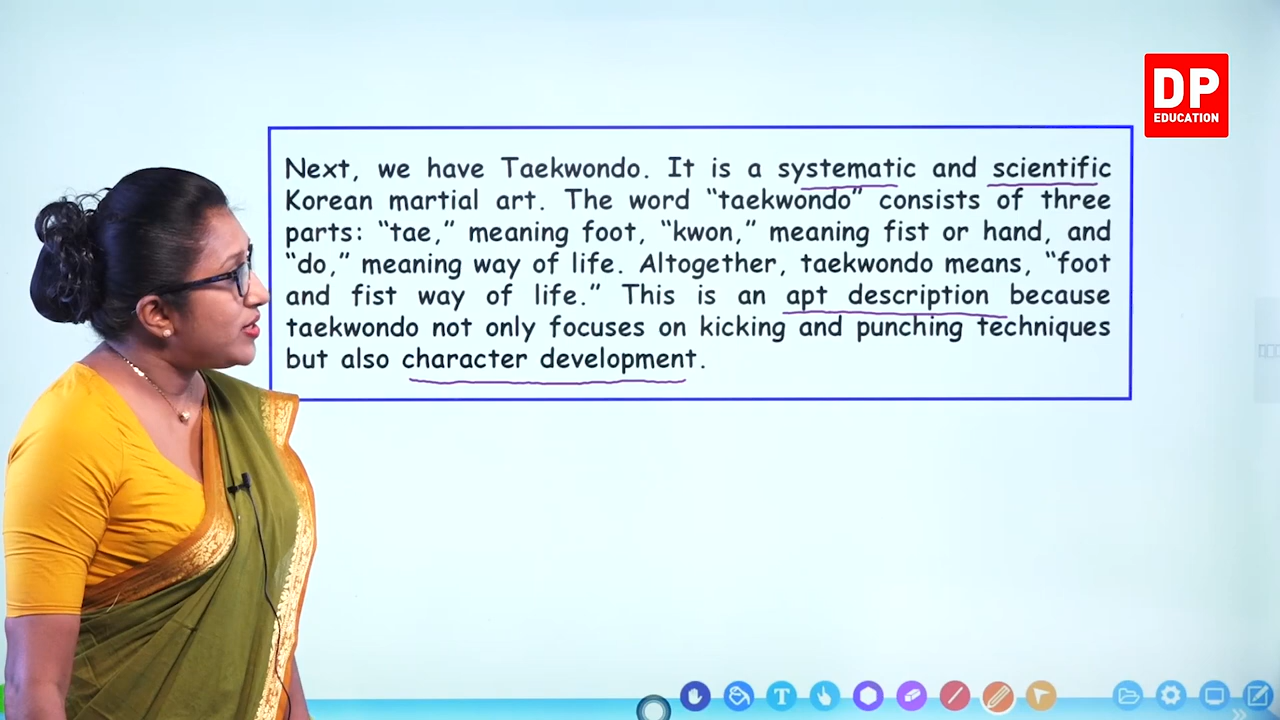 DP
EDUCATION
Next, we have Taekwondo. It is a systematic and scientific
Korean martial art. The word “taekwondo” consists of three
parts: “tae,” meaning foot, “kwon,” meaning fist or hand, and
“do,” meaning way of life. Altogether, taekwondo means, “foot
and fist way of life.” This is an apt description because
taekwondo not only focuses on kicking and punching techniques
but also character development.
T